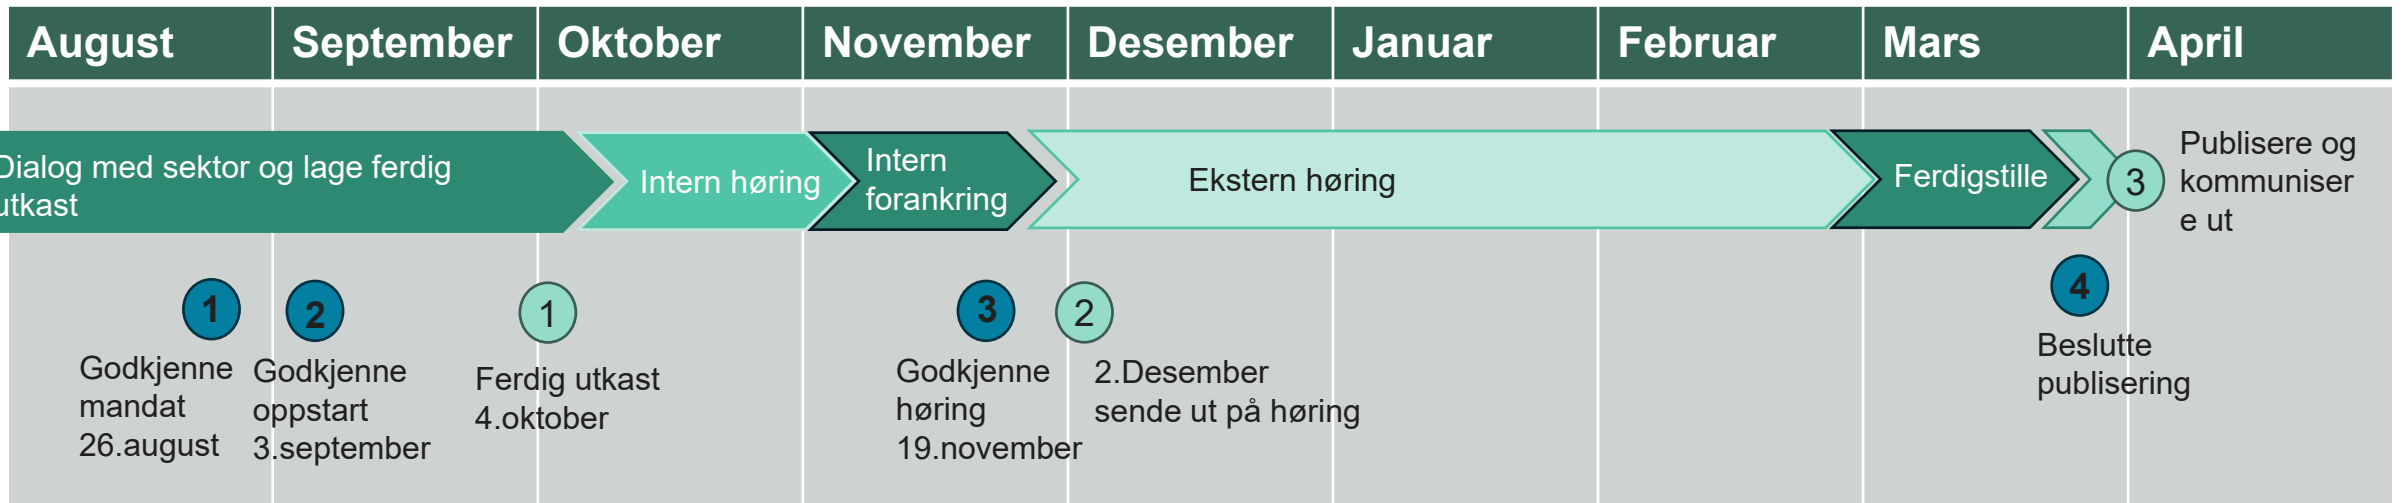 August September Oktober November Desember Januar Februar Mars April
Dialog med sektor og lage ferdig
utkast
Intern høring
Intern
forankring
Ekstern høring
Ferdigstille
3
Publisere og
kommuniser
e ut
1
Godkjenne
mandat
26.august
2
Godkjenne
oppstart
3.september
1
Ferdig utkast
4.oktober
3
Godkjenne
høring
19.november
2
2.Desember
sende ut på høring
4
Beslutte
publisering